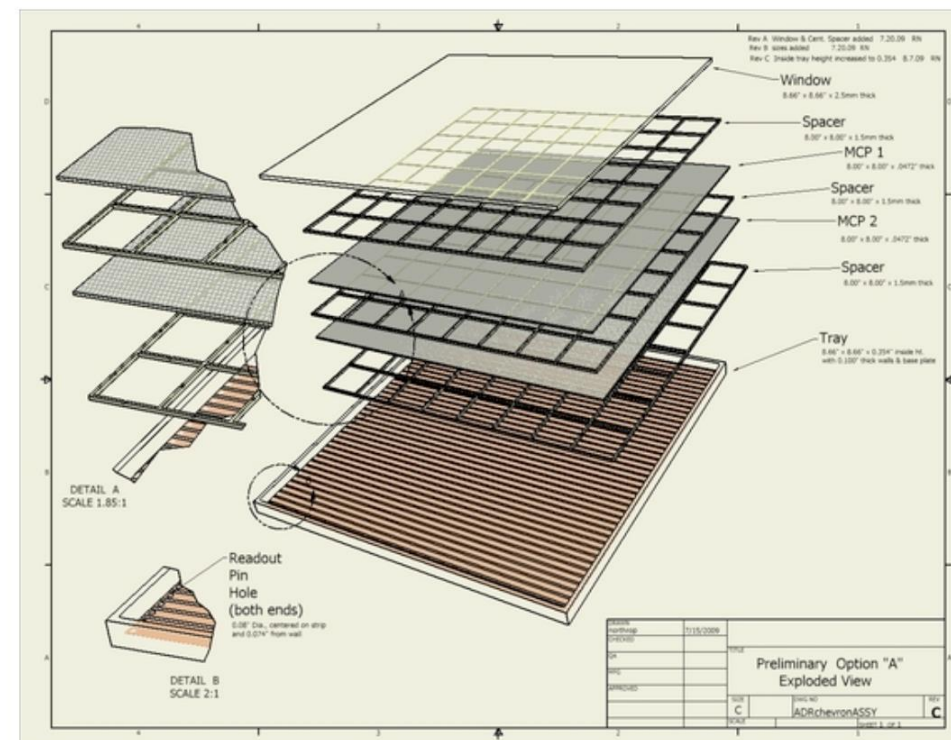 4
3
2
Rev A Window & Cent. Spacer added 7.20.09 RN
Rev B sizes added 7.20.09 RN
Rev C Inside tray height increased to 0.354 8.7.09 RN
Window
8.66" x 8.66" x 2.5mm thick
D
Spacer
8.00" x 8.00" x 1.5mm thick
MCP 1
8.00" x 8.00" x .0472" thick
Spacer
8.00" x 8.00" x 1.5mm thick
MCP 2
8.00" x 8.00" x .0472" thick
Spacer
8.00" x 8.00" x 1.5mm thick
C
Tray
8.66" x 8.66" x 0.354" inside ht.
with 0.100" thick walls & base plate
B
DETAIL A
SCALE 1.85:1
Readout
Pin
Hole
(both ends)
0.08" Dia., centered on strip
and 0.074" from wall
DETAIL B
SCALE 2:1
A
DRAWN
northrop 7/15/2009
CHECKED
QA
MFG
APPROVED
TITLE
Preliminary Option "A"
Exploded View
SIZE
C
DWG NO
ADRchevronASSY
REV
C
SCALE
SHEET 1 OF 1
4
3
2